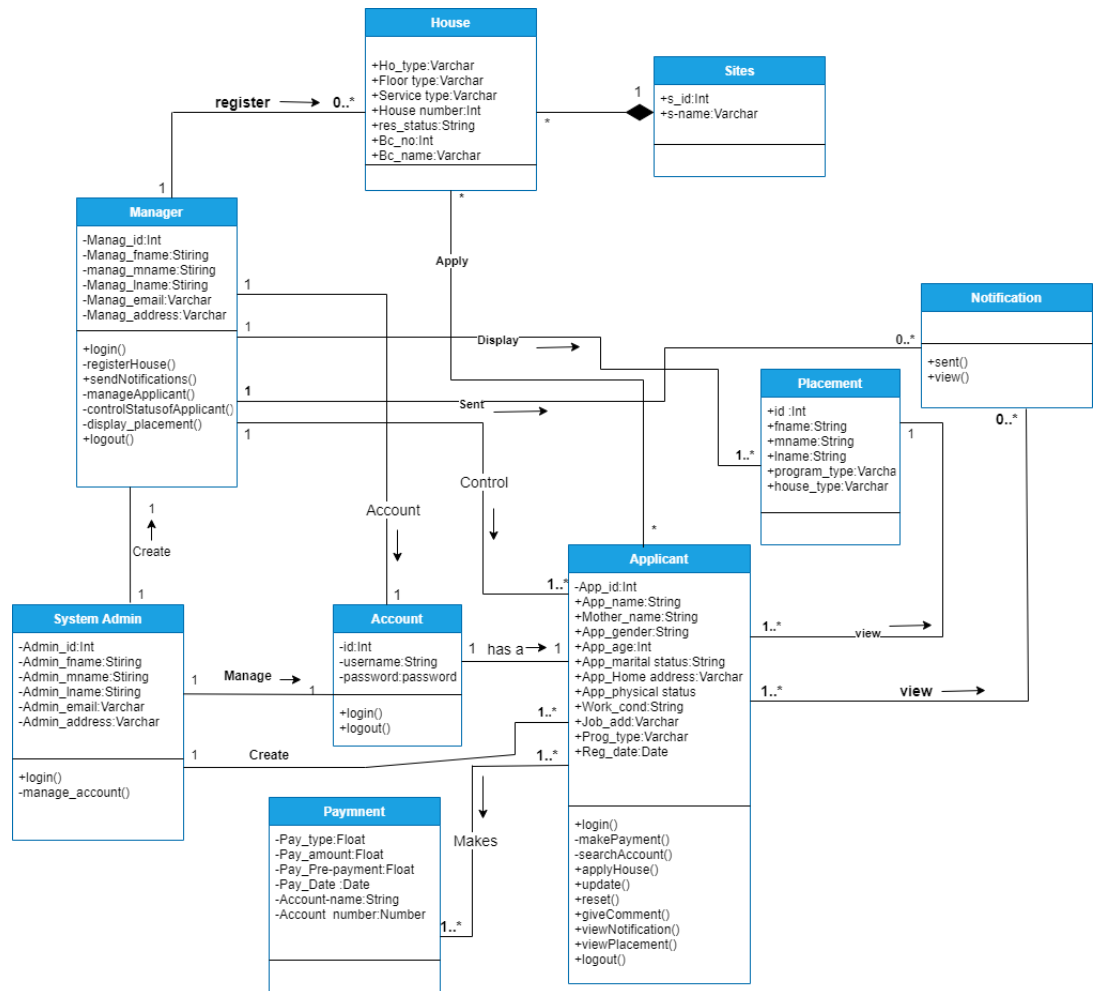 House
+Ho_type:Varchar
+Floor type:Varchar
+Service type:Varchar
+House number:Int
+res_status:String
+Bc_no:Int
+Bc_name:Varchar
Sites
+s_id:Int
+s-name:Varchar
1
*
register
0..*
1
*
Manager
-Manag_id:Int
-Manag_fname:Stiring
-manag_mname:Stiring
-Manag_lname:Stiring
-Manag_email:Varchar
-Manag_address:Varchar
+login()
-registerHouse()
+sendNotifications()
-manageApplicant()
-controlStatusofApplicant()
-display_placement()
+logout()
1
1
1
1
Apply
Display
Sent
Notification
+sent()
+view()
0..*
0..*
Placement
+id :Int
+fname:String
+mname:String
+lname:String
+program_type:Varcha
+house_type:Varchar
1
1..*
Control
Account
1
Create
1
1
*
1..*
System Admin
-Admin_id:Int
-Admin_fname:Stiring
-Admin_mname:Stiring
-Admin_lname:Stiring
-Admin_email:Varchar
-Admin_address:Varchar
+login()
-manage_account()
1
Manage
1
1
Create
1..*
Account
-id:Int
-username:String
-password:password
+login()
+logout()
1
has a
1
Applicant
-App_id:Int
+App_name:String
+Mother_name:String
+App_gender:String
+App_age:Int
+App_marital status:String
+App_Home address:Varchar
+App_physical status
+Work_cond:String
+Job_add:Varchar
+Prog_type:Varchar
+Reg_date:Date
+login()
-makePayment()
-searchAccount()
+applyHouse()
+update()
+reset()
+giveComment()
+viewNotification()
+viewPlacement()
+logout()
1..*
view
1..*
view
1..*
Makes
1..*
Paymnent
-Pay_type:Float
-Pay_amount:Float
-Pay_Pre-payment:Float
-Pay_Date :Date
-Account-name:String
-Account_number:Number